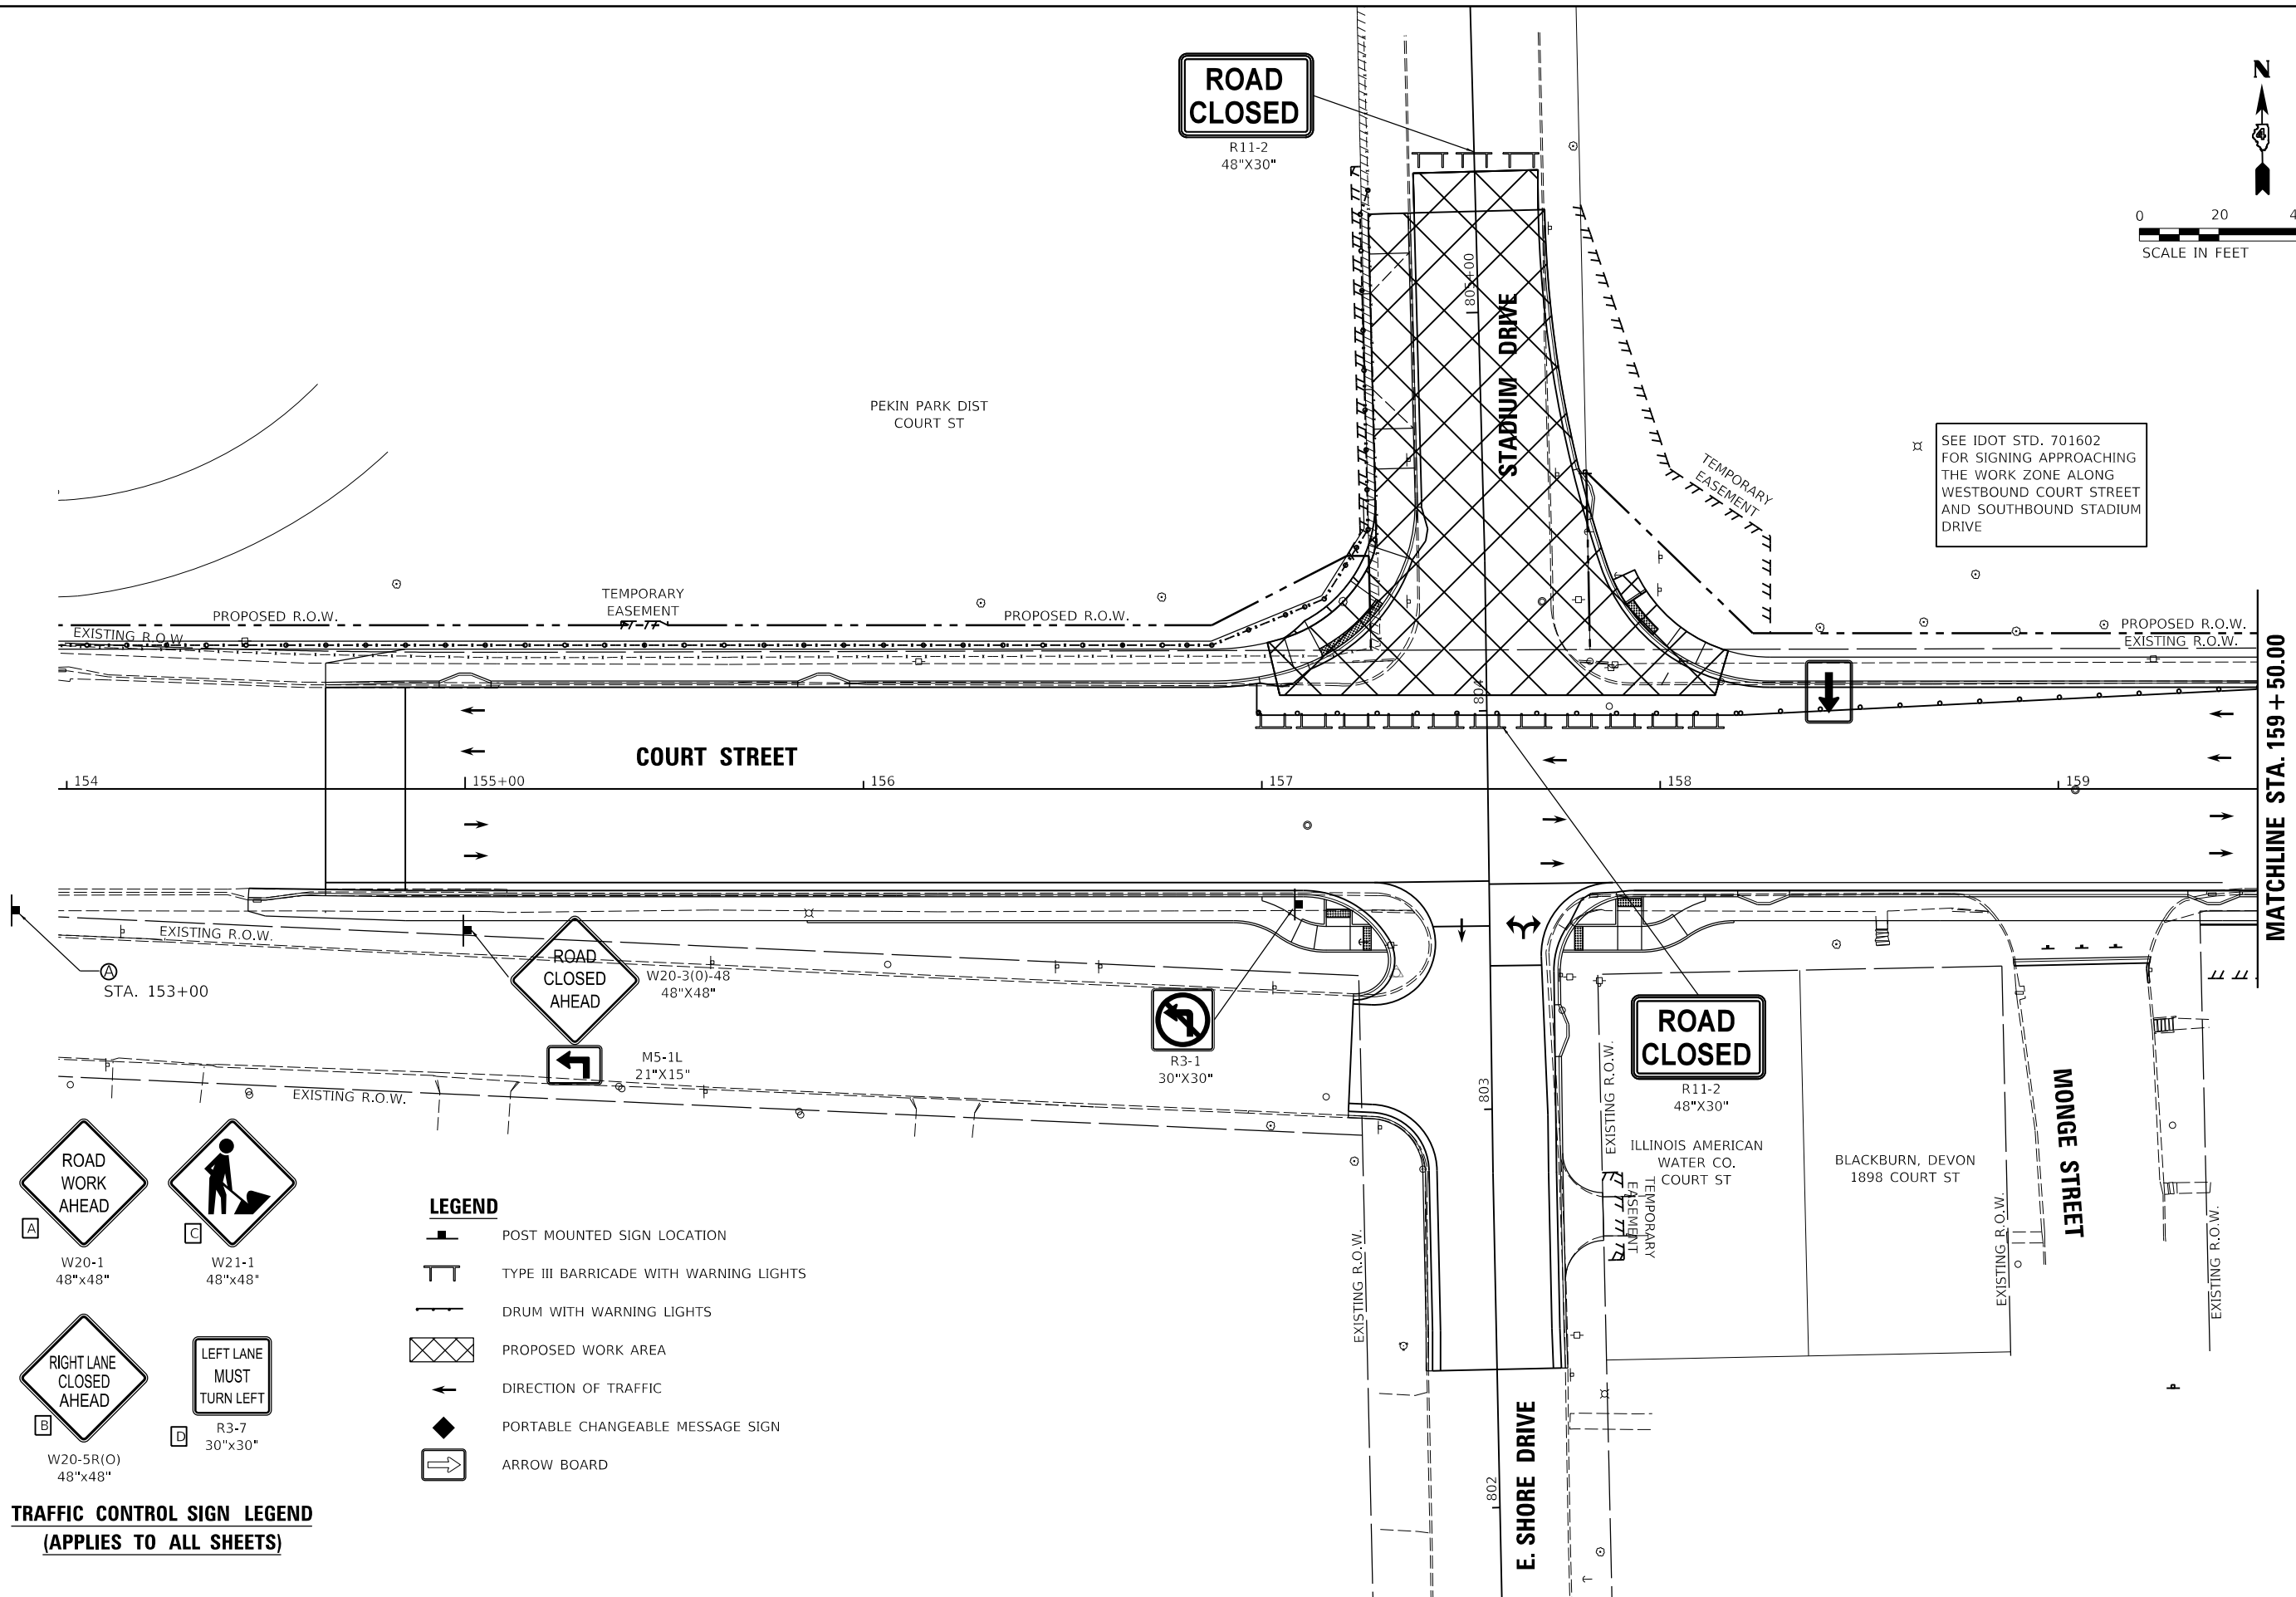 ROAD
CLOSED
R11-2
48"X30"
N
4
0 20 4
SCALE IN FEET
805+00
STADIUM DRIVE
PEKIN PARK DIST
COURT ST
SEE IDOT STD. 701602
FOR SIGNING APPROACHING
THE WORK ZONE ALONG
WESTBOUND COURT STREET
AND SOUTHBOUND STADIUM
DRIVE
TEMPORARY
EASEMENT
TEMPORARY
EASEMENT
PROPOSED R.O.W.
PROPOSED R.O.W.
EXISTING R.O.W.
PROPOSED R.O.W.
EXISTING R.O.W.
804
COURT STREET
154
155+00
156
157
158
159
MATCHLINE STA. 159+50.00
A
STA. 153+00
EXISTING R.O.W.
ROAD
CLOSED
AHEAD
W20-3(0)-48
48"X48"
M5-1L
21"X15"
R3-1
30"X30"
ROAD
CLOSED
R11-2
48"X30"
EXISTING R.O.W.
803
EXISTING R.O.W.
ILLINOIS AMERICAN
WATER CO.
COURT ST
BLACKBURN, DEVON
1898 COURT ST
MONGE STREET
TEMPORARY
EASEMENT
EXISTING R.O.W.
EXISTING R.O.W.
EXISTING R.O.W.
802
E. SHORE DRIVE
ROAD
WORK
AHEAD
A
W20-1
48"x48"
C
W21-1
48"x48"
RIGHT LANE
CLOSED
AHEAD
B
W20-5R(O)
48"x48"
LEFT LANE
MUST
TURN LEFT
D
R3-7
30"x30"
TRAFFIC CONTROL SIGN LEGEND
(APPLIES TO ALL SHEETS)
LEGEND
POST MOUNTED SIGN LOCATION
TYPE III BARRICADE WITH WARNING LIGHTS
DRUM WITH WARNING LIGHTS
PROPOSED WORK AREA
DIRECTION OF TRAFFIC
PORTABLE CHANGEABLE MESSAGE SIGN
ARROW BOARD